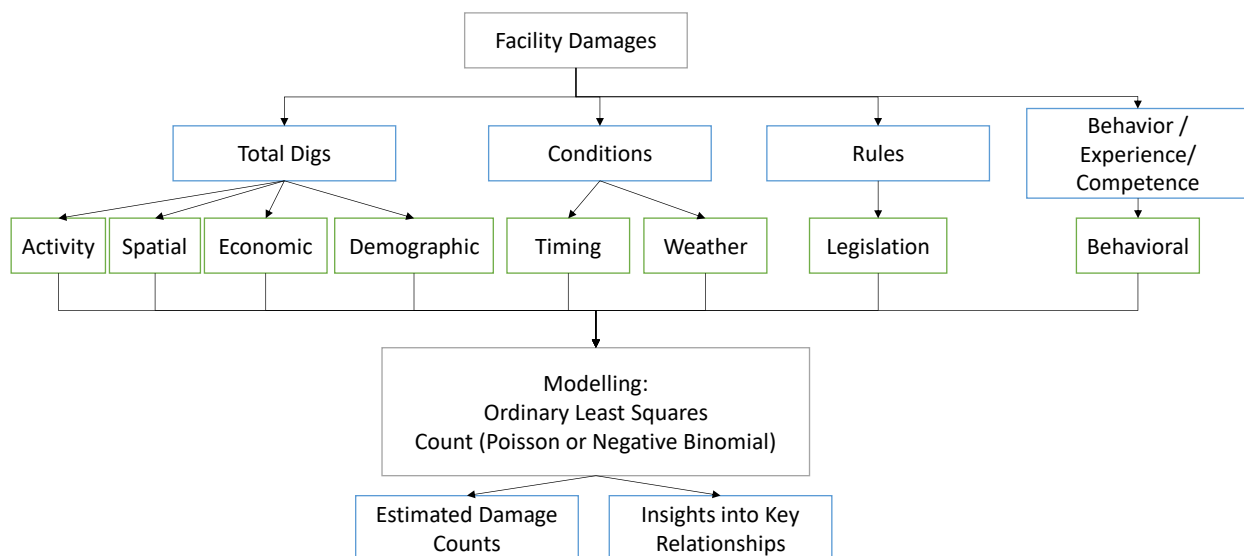 Facility Damages
Total Digs
Conditions
Rules
Behavior /
Experience/
Competence
Activity
Spatial
Economic
Demographic
Timing
Weather
Legislation
Behavioral
Modelling:
Ordinary Least Squares
Count (Poisson or Negative Binomial)
Estimated Damage
Counts
Insights into Key
Relationships